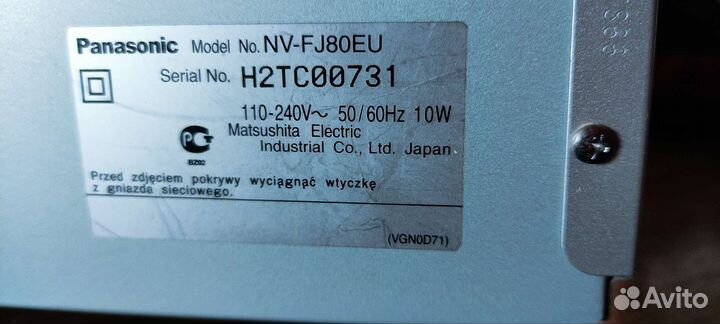 Panasonic Model No. NV-FJ80EU
Serial No. H2TC00731
110-240V~ 50/60Hz 10W
Matsushita Electric
Industrial Co., Ltd. Japan
PG
BZ02
Przed zdjęciem pokrywy wyciągnąć wtyczkę
z gniazda sieciowego.
(VGN0D71)
Avito